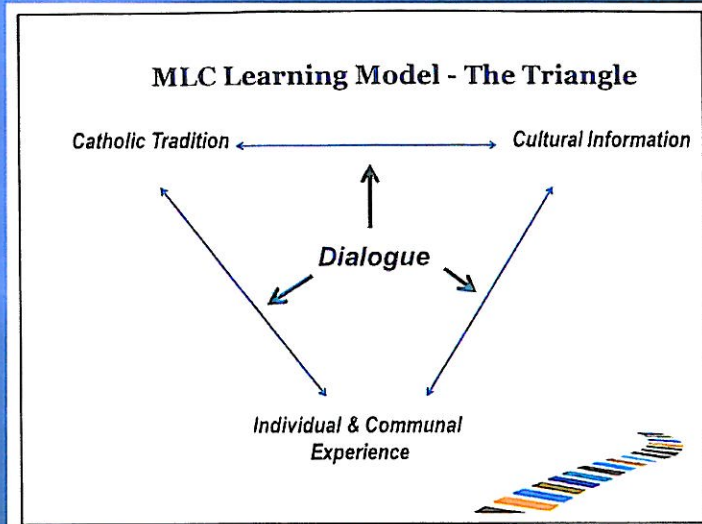 MLC Learning Model - The Triangle
Catholic Tradition
Cultural Information
Dialogue
Individual & Communal
Experience